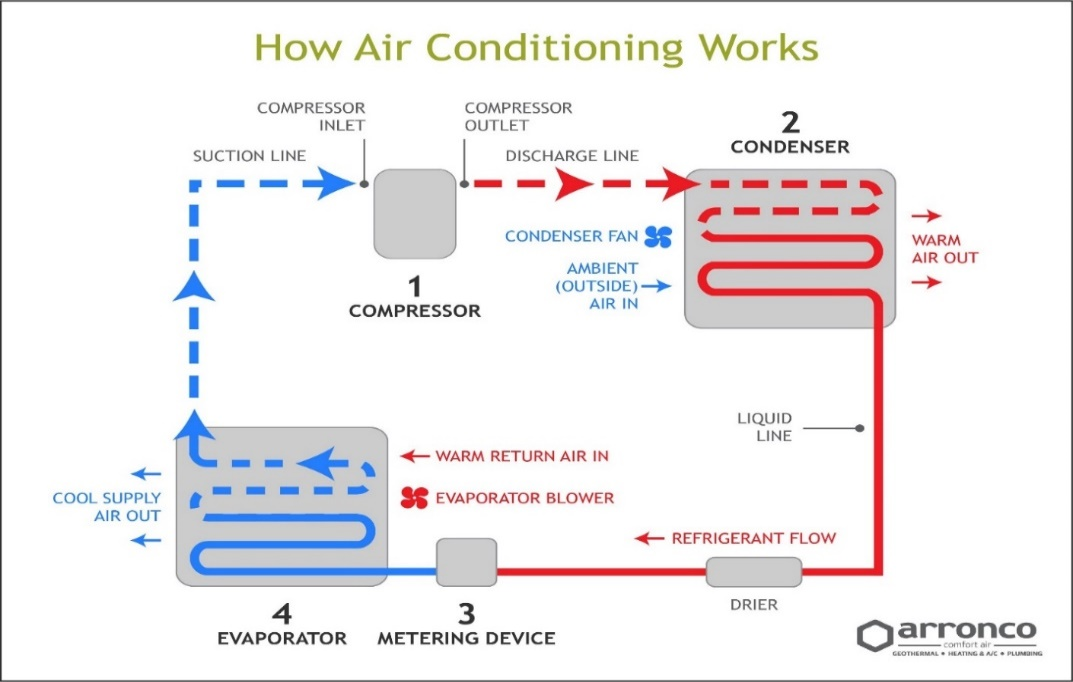 How Air Conditioning Works
COMPRESSOR
INLET
COMPRESSOR
OUTLET
SUCTION LINE
DISCHARGE LINE
2
CONDENSER
CONDENSER FAN
AMBIENT
(OUTSIDE)
AIR IN
WARM
AIR OUT
1
COMPRESSOR
LIQUID
LINE
WARM RETURN AIR IN
EVAPORATOR BLOWER
COOL SUPPLY
AIR OUT
REFRIGERANT FLOW
DRIER
4
EVAPORATOR
3
METERING DEVICE
arronco
comfort air
GEOTHERMAL • HEATING & A/C • PLUMBING